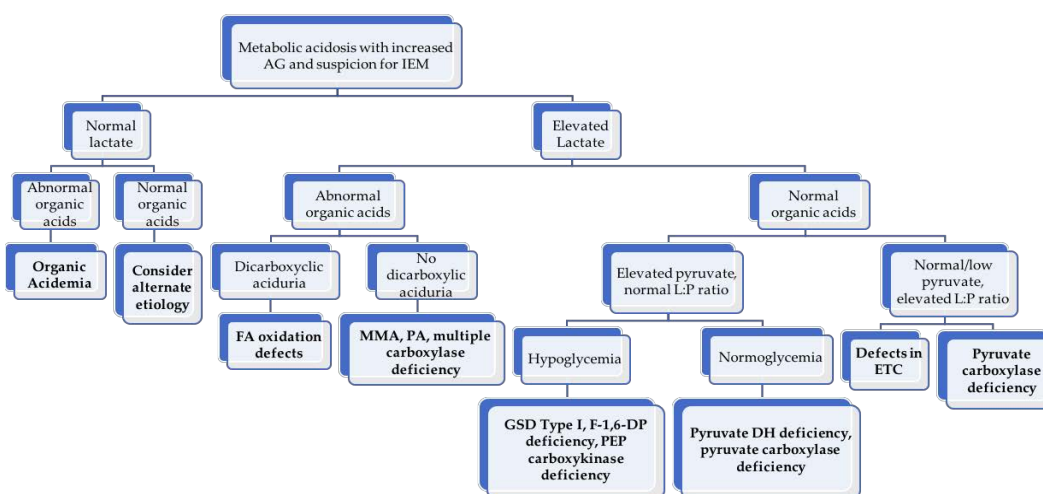 Metabolic acidosis with increased
AG and suspicion for IEM
Normal
lactate
Elevated
Lactate
Abnormal
organic
acids
Normal
organic
acids
Abnormal
organic acids
Normal
organic acids
Organic
Acidemia
Consider
alternate
etiology
Dicarboxyclic
aciduria
No
dicarboxylic
aciduria
Elevated pyruvate,
normal L:P ratio
Normal/low
pyruvate,
elevated L:P ratio
FA oxidation
defects
MMA, PA, multiple
carboxylase
deficiency
Hypoglycemia
Normoglycemia
Defects in
ETC
Pyruvate
carboxylase
deficiency
GSD Type I, F-1,6-DP
deficiency, PEP
carboxykinase
deficiency
Pyruvate DH deficiency,
pyruvate carboxylase
deficiency